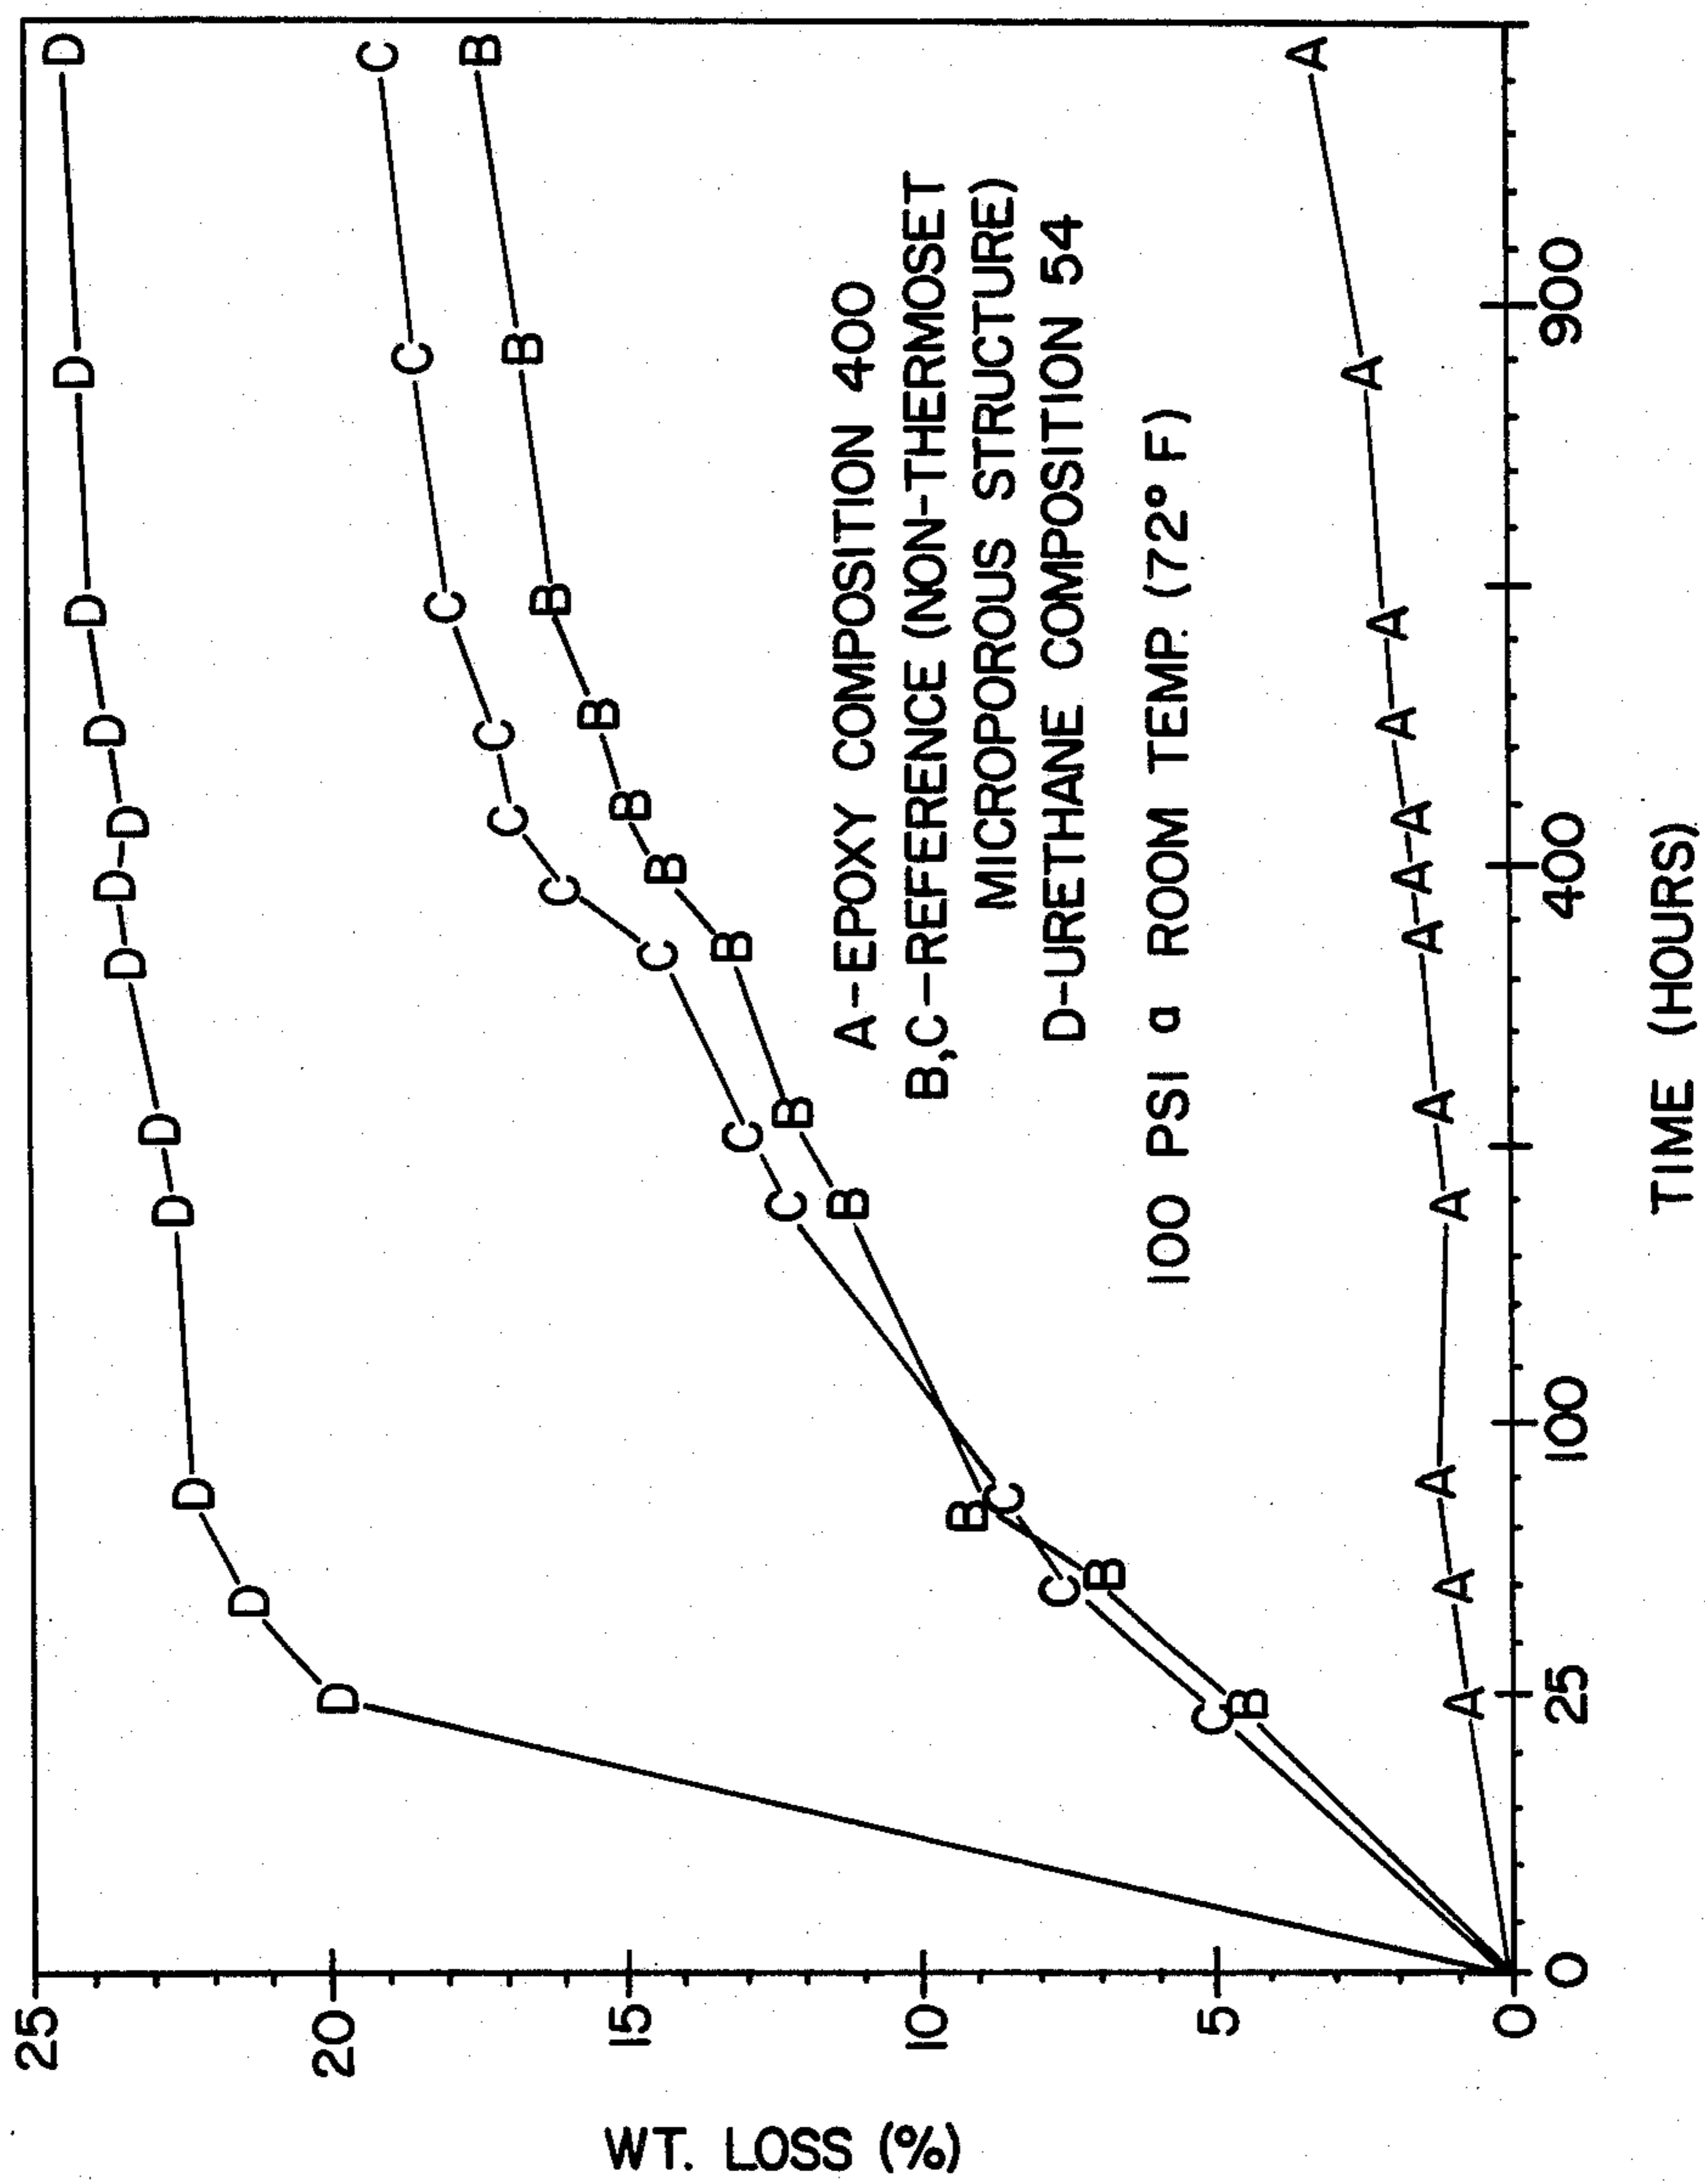 25
20
15
10
5
0
WT. LOSS (%)
D D D D D D D D D D D D
C C C C C C C C C C C
B B B B B B B B B B B
A A A A A A A A A A A
A-EPOXY COMPOSITION 400
B,C-REFERENCE (NON-THERMOSET
MICROPOROUS STRUCTURE)
D-URETHANE COMPOSITION 54
100 PSI a ROOM TEMP. (72° F)
0 25 100 400 900
TIME (HOURS)